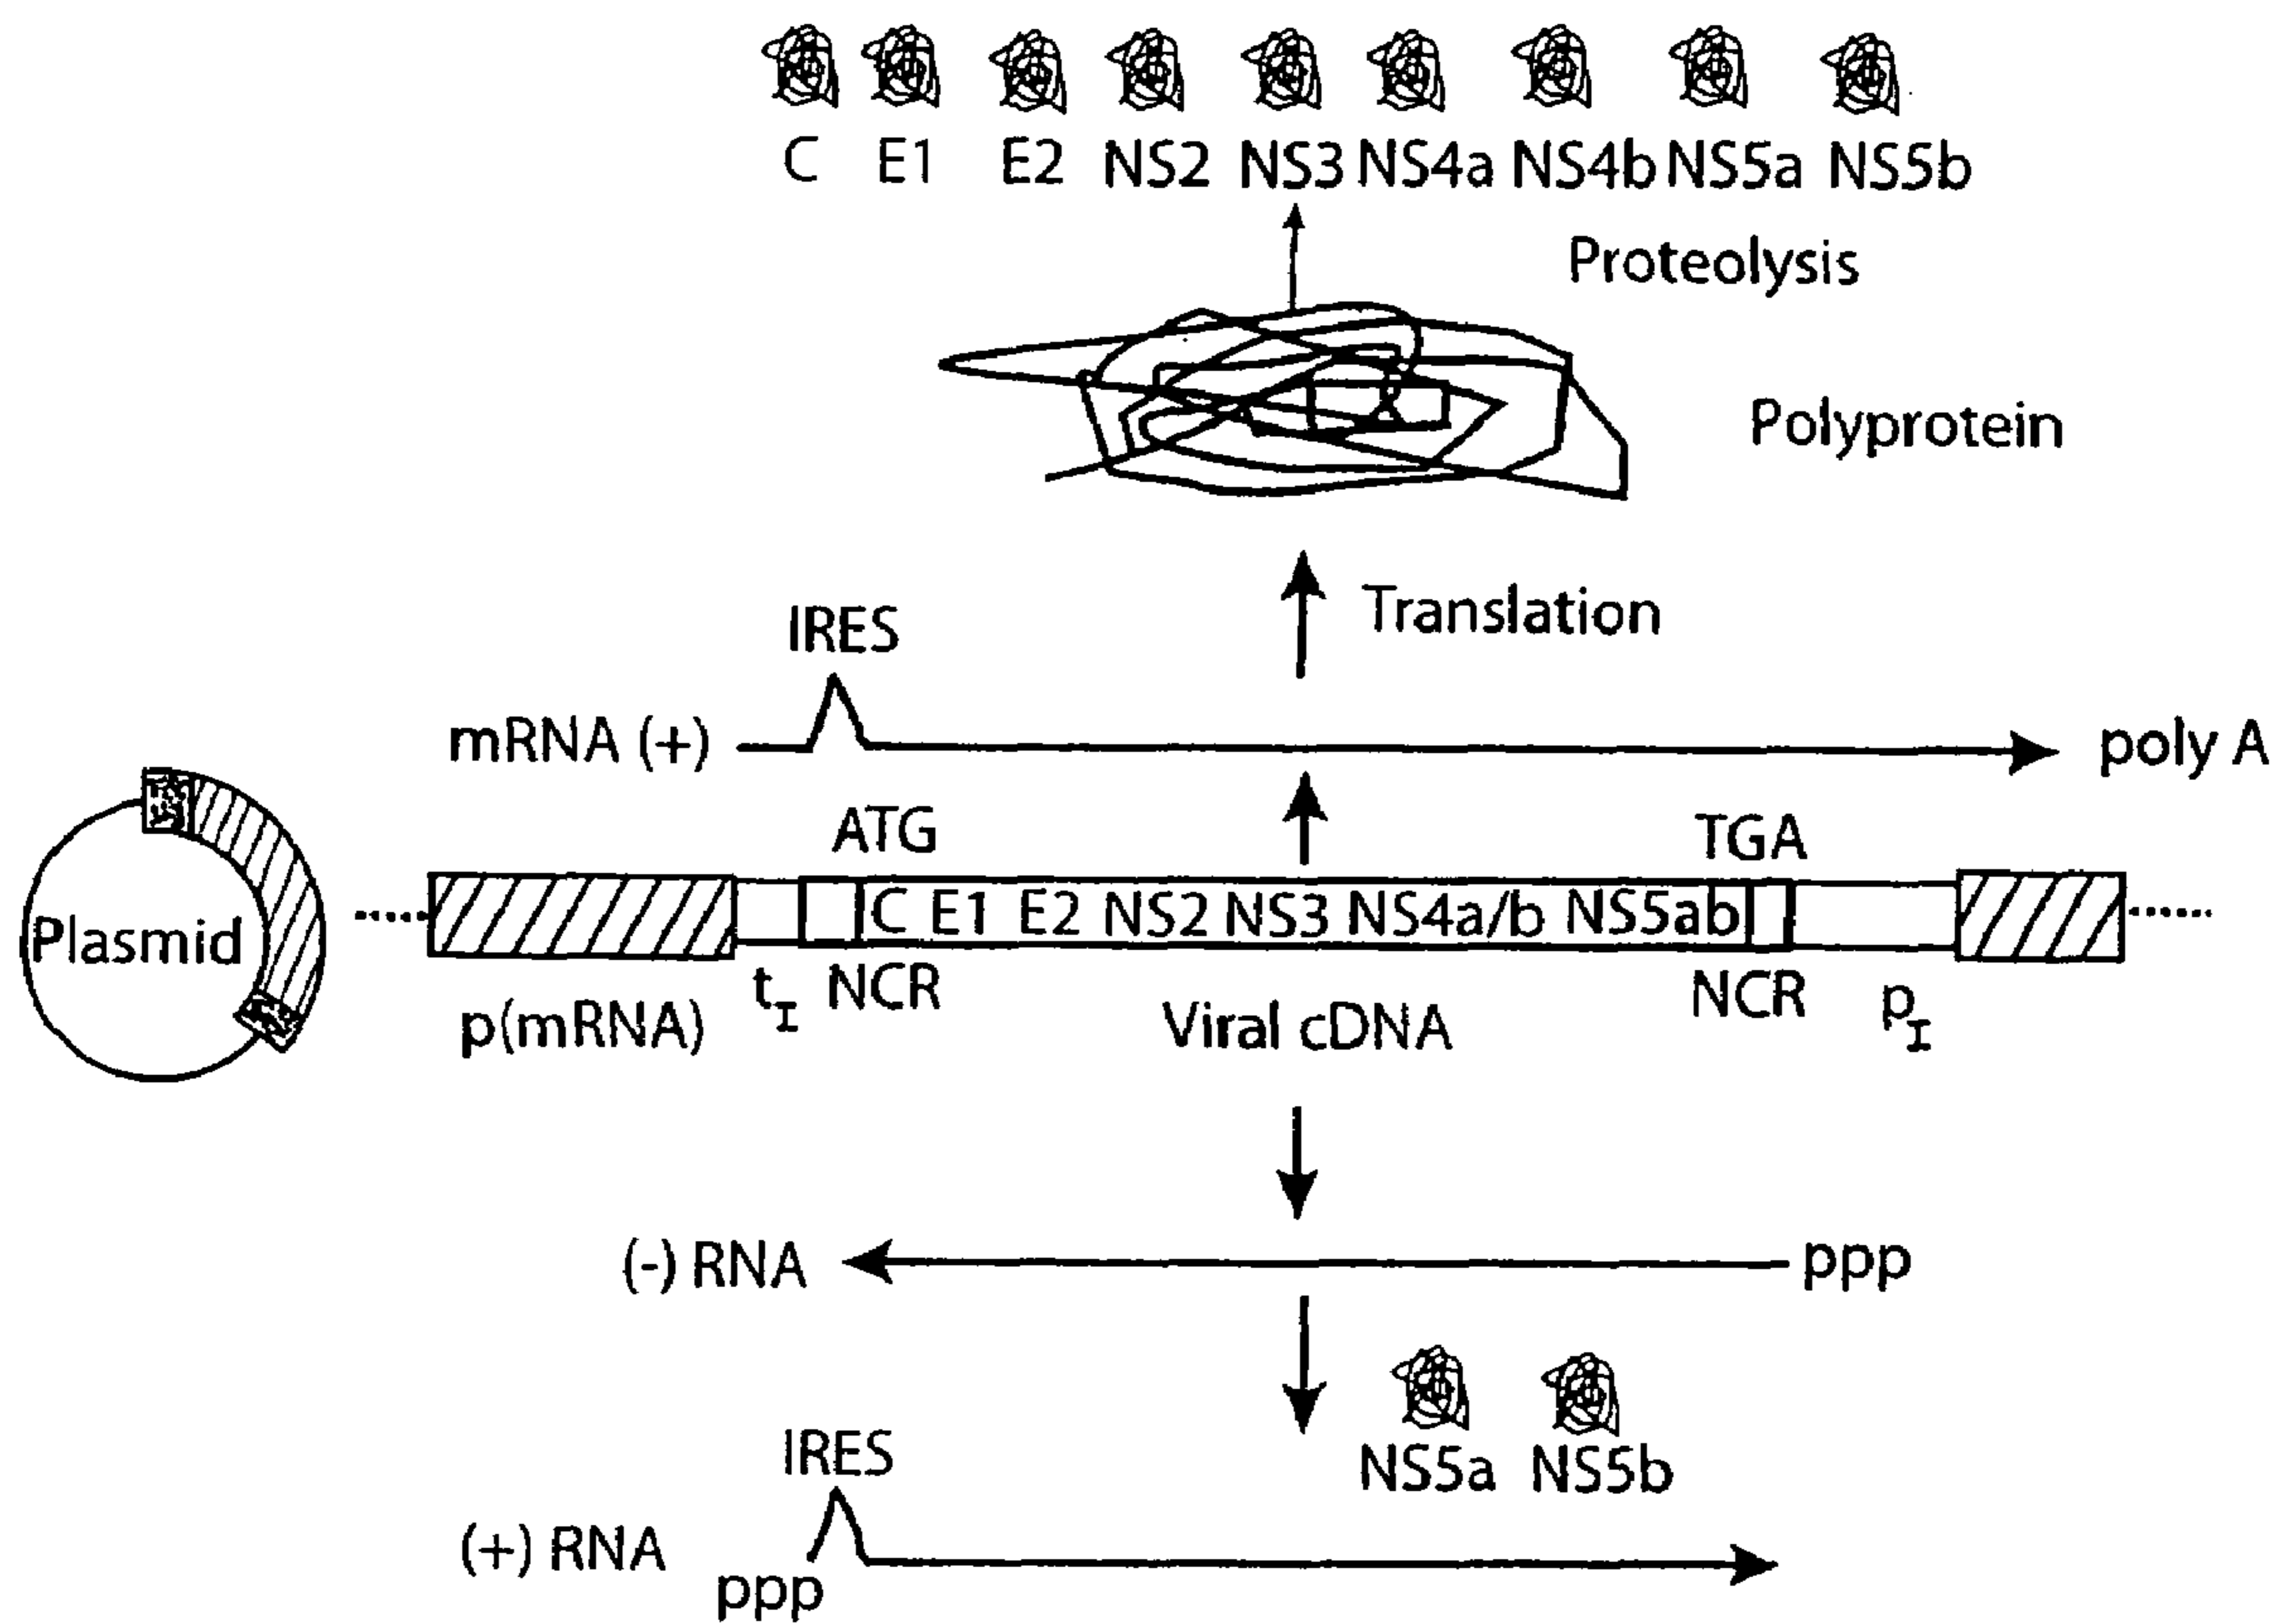 C E1 E2 NS2 NS3 NS4a NS4b NS5a NS5b
Proteolysis
Polyprotein
Translation
IRES
mRNA (+)
poly A
ATG
TGA
Plasmid
C E1 E2 NS2 NS3 NS4a/b NS5ab
p(mRNA)
tI
NCR
Viral cDNA
NCR
pI
(-) RNA
ppp
NS5a NS5b
IRES
(+) RNA
ppp